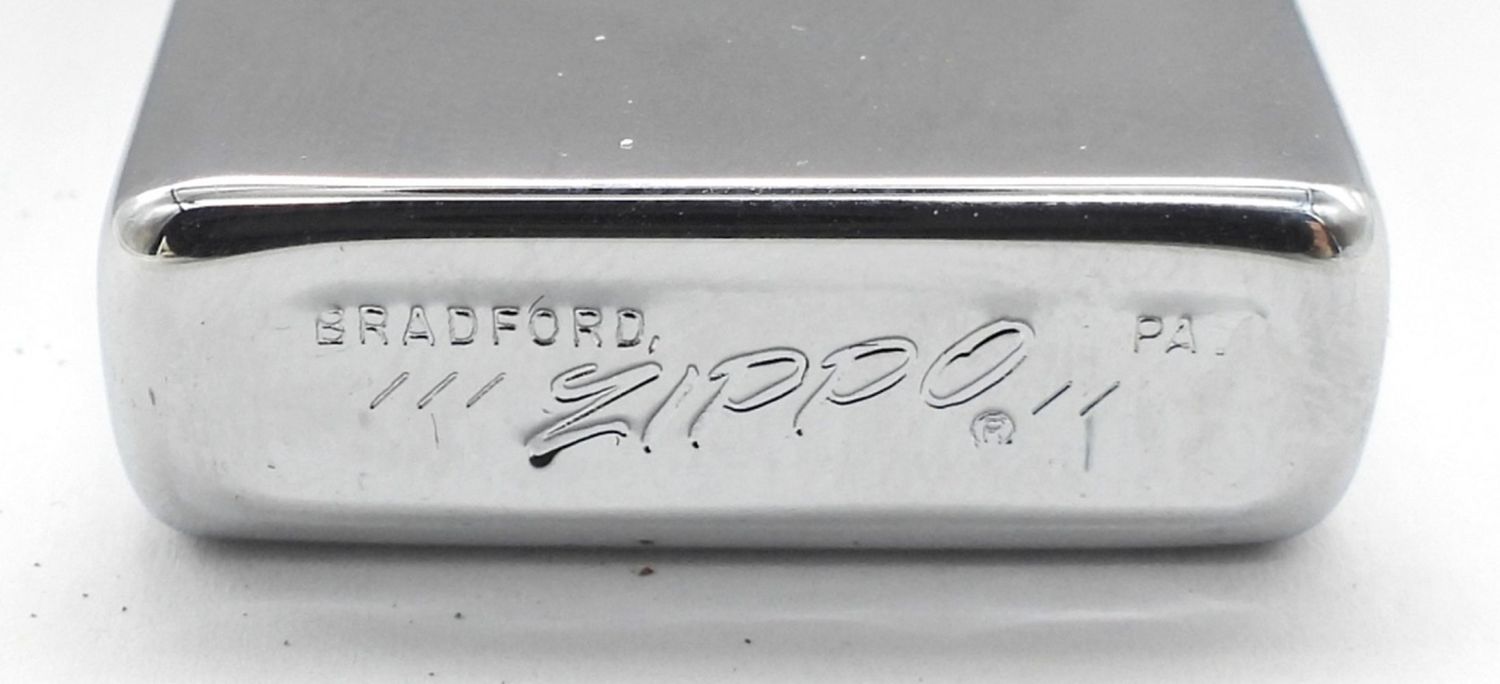 BRADFORD, PA.
/// ZIPPO ® //